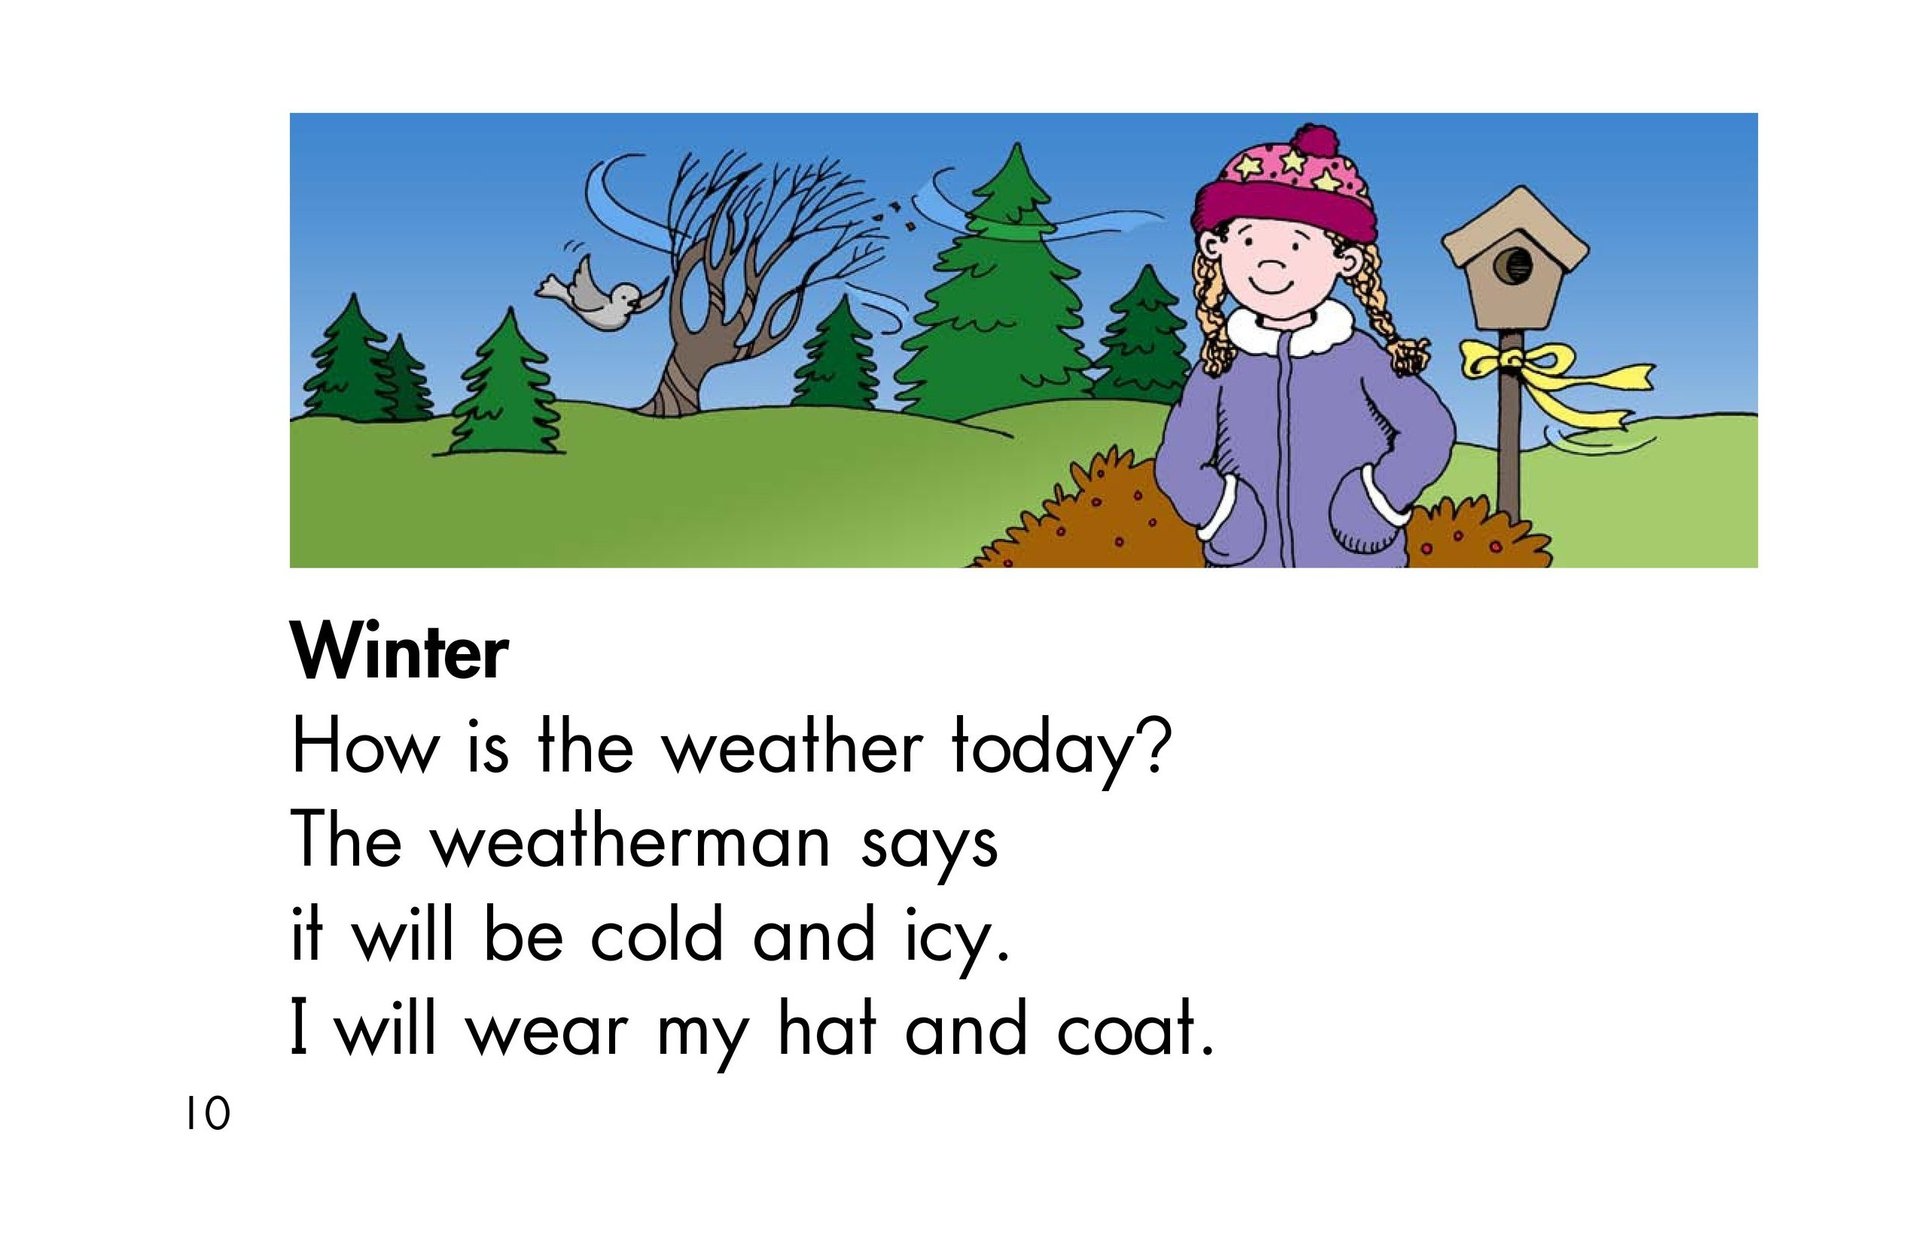 Winter
How is the weather today?
The weatherman says
it will be cold and icy.
I will wear my hat and coat.
10